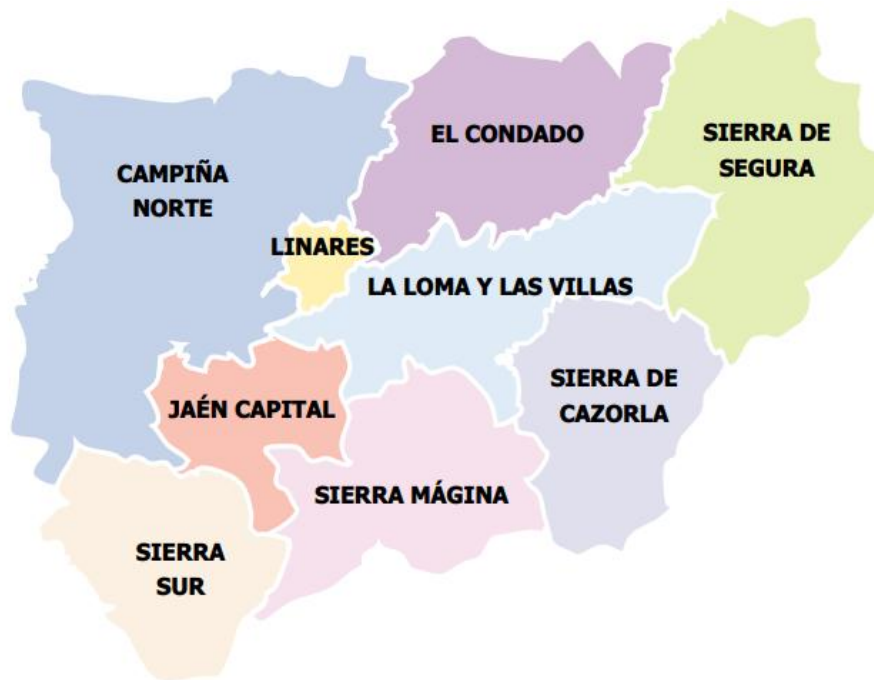 EL CONDADO
SIERRA DE
SEGURA
CAMPIÑA
NORTE
LINARES
LA LOMA Y LAS VILLAS
SIERRA DE
CAZORLA
JAÉN CAPITAL
SIERRA MÁGINA
SIERRA
SUR